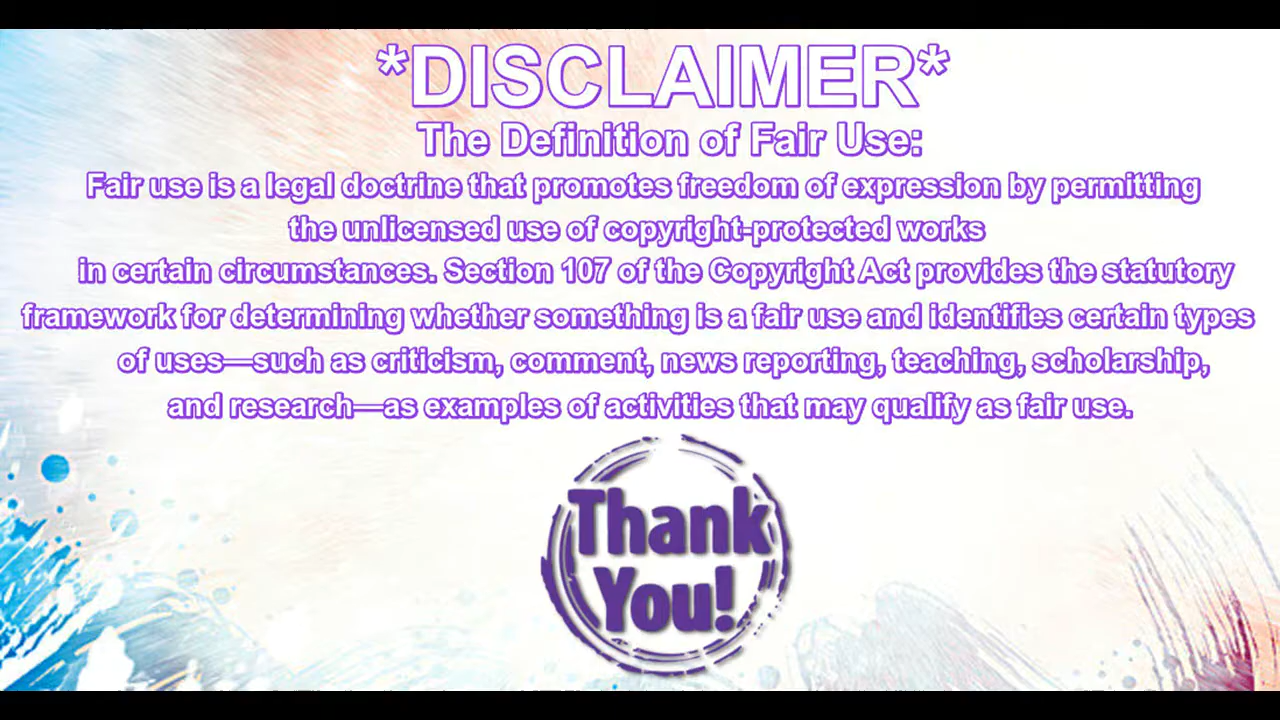 *DISCLAIMER*
The Definition of Fair Use:
Fair use is a legal doctrine that promotes freedom of expression by permitting
the unlicensed use of copyright-protected works
in certain circumstances. Section 107 of the Copyright Act provides the statutory
framework for determining whether something is a fair use and identifies certain types
of uses—such as criticism, comment, news reporting, teaching, scholarship,
and research—as examples of activities that may qualify as fair use.
Thank
You!